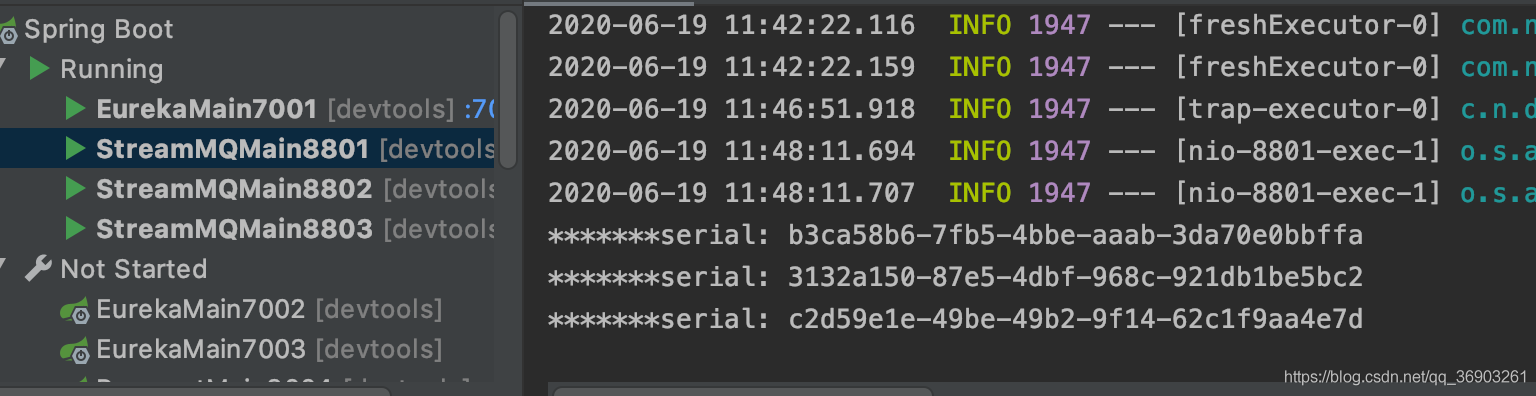 Spring Boot
Running
EurekaMain7001 [devtools] :70
StreamMQMain8801 [devtools
StreamMQMain8802 [devtools
StreamMQMain8803 [devtools
Not Started
EurekaMain7002 [devtools]
EurekaMain7003 [devtools]
2020-06-19 11:42:22.116 INFO 1947 --- [freshExecutor-0] com.n
2020-06-19 11:42:22.159 INFO 1947 --- [freshExecutor-0] com.n
2020-06-19 11:46:51.918 INFO 1947 --- [trap-executor-0] c.n.d
2020-06-19 11:48:11.694 INFO 1947 --- [nio-8801-exec-1] o.s.a
2020-06-19 11:48:11.707 INFO 1947 --- [nio-8801-exec-1] o.s.a
*******serial: b3ca58b6-7fb5-4bbe-aaab-3da70e0bbffa
*******serial: 3132a150-87e5-4dbf-968c-921db1be5bc2
*******serial: c2d59e1e-49be-49b2-9f14-62c1f9aa4e7d
https://blog.csdn.net/qq_36903261